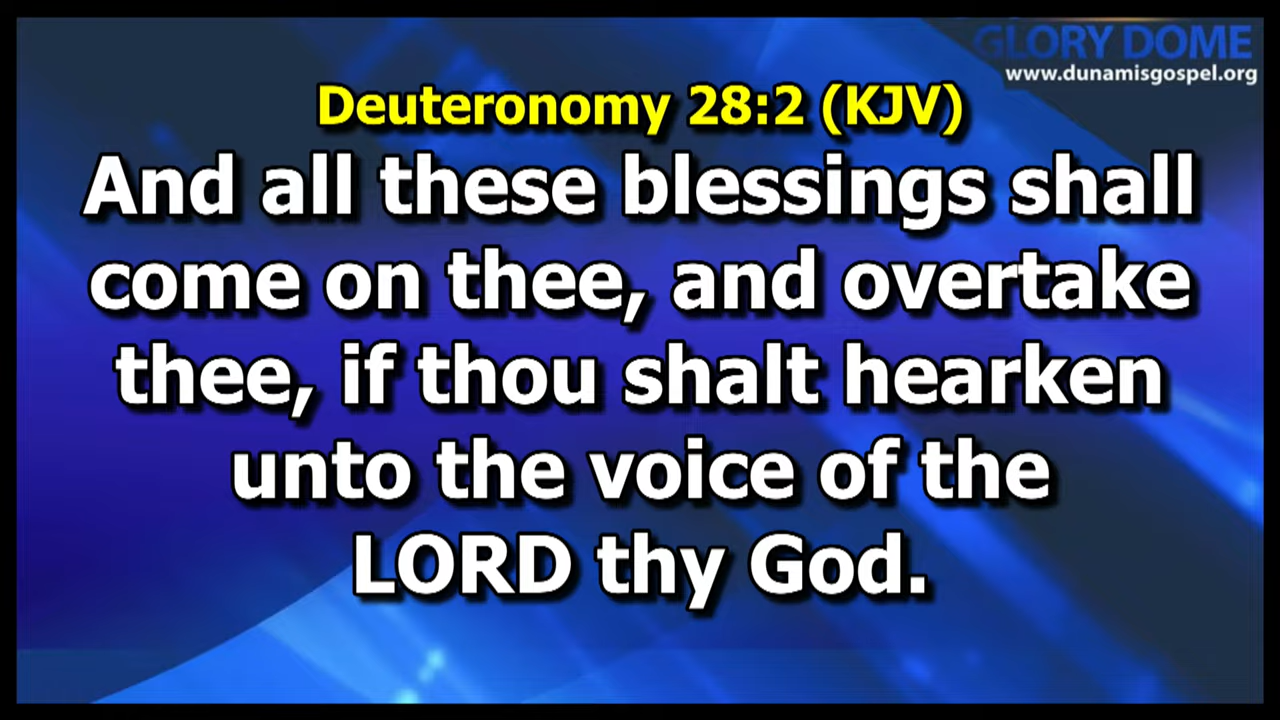 GLORY DOME
www.dunamisgospel.org
Deuteronomy 28:2 (KJV)
And all these blessings shall
come on thee, and overtake
thee, if thou shalt hearken
unto the voice of the
LORD thy God.